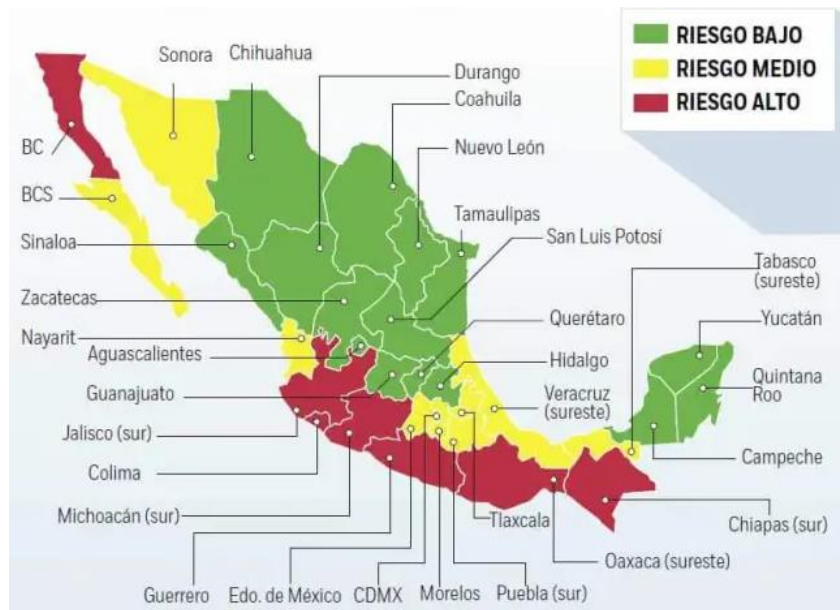 RIESGO BAJO
RIESGO MEDIO
RIESGO ALTO
Sonora
Chihuahua
Durango
Coahuila
Nuevo León
Tamaulipas
San Luis Potosí
Tabasco
(sureste)
BC
BCS
Sinaloa
Zacatecas
Querétaro
Yucatán
Nayarit
Aguascalientes
Hidalgo
Guanajuato
Veracruz
(sureste)
Quintana
Roo
Jalisco (sur)
Colima
Campeche
Michoacán (sur)
Tlaxcala
Chiapas (sur)
Oaxaca (sureste)
Guerrero
Edo. de México
CDMX
Morelos
Puebla (sur)